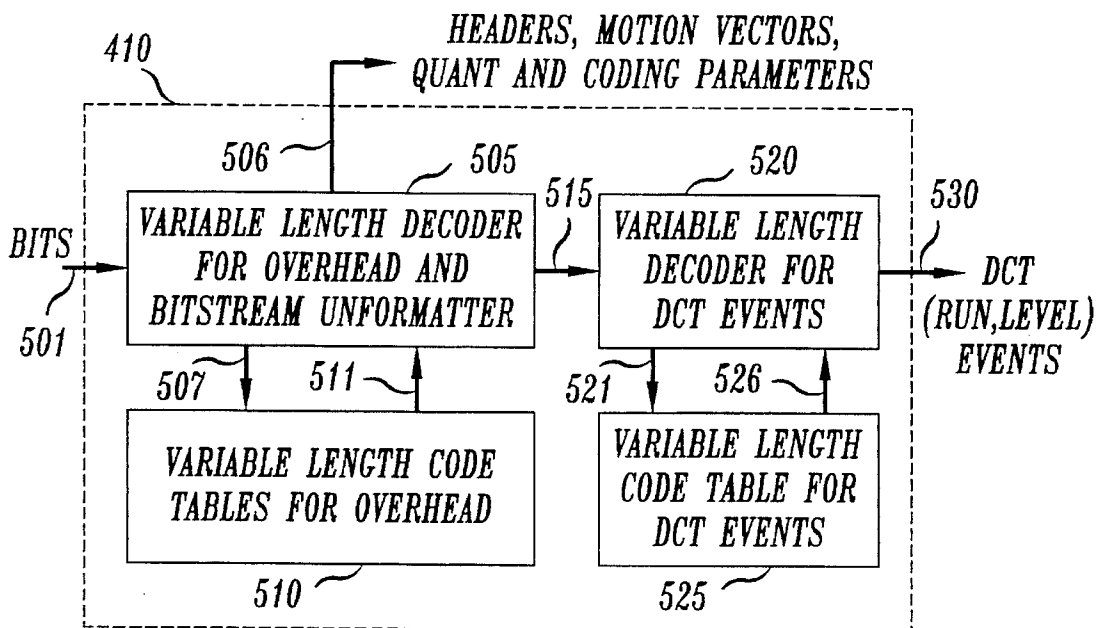 410
HEADERS, MOTION VECTORS,
QUANT AND CODING PARAMETERS
506
505
520
515
530
BITS
501
VARIABLE LENGTH DECODER
FOR OVERHEAD AND
BITSTREAM UNFORMATTER
VARIABLE LENGTH
DECODER FOR
DCT EVENTS
DCT
(RUN,LEVEL)
EVENTS
507
511
521
526
VARIABLE LENGTH CODE
TABLES FOR OVERHEAD
VARIABLE LENGTH
CODE TABLE FOR
DCT EVENTS
510
525